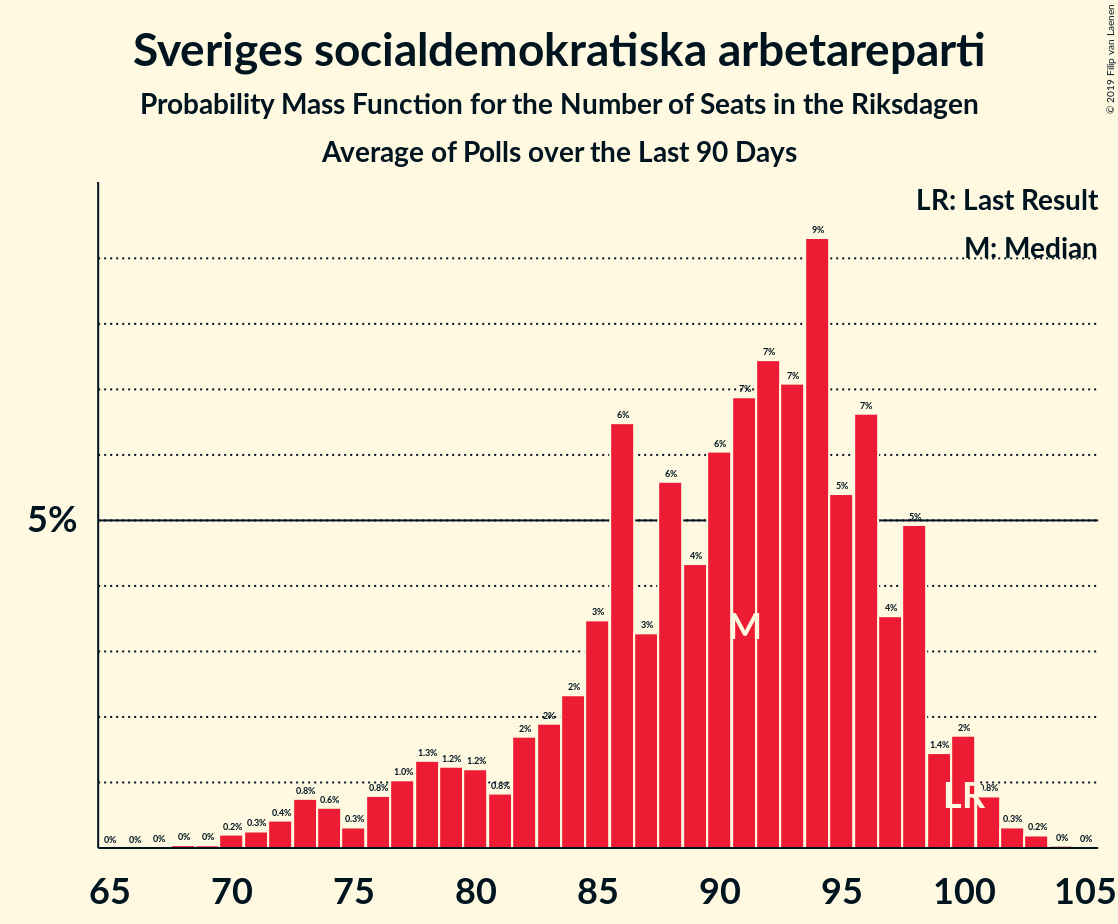 Sveriges socialdemokratiska arbetareparti
Probability Mass Function for the Number of Seats in the Riksdagen
Average of Polls over the Last 90 Days
© 2019 Filip van Laenen
LR: Last Result
M: Median
5%
0% 0% 0% 0% 0% 0.2% 0.3% 0.4% 0.8% 0.6% 0.3% 0.8% 1.0% 1.3% 1.2% 1.2% 0.8% 2% 2% 2% 3% 6% 3% 6% 4% 6% 7% 7% 7% 9% 5% 7% 4% 5% 1.4% 2% 0.8% 0.3% 0.2% 0% 0%
M
LR
65 70 75 80 85 90 95 100 105